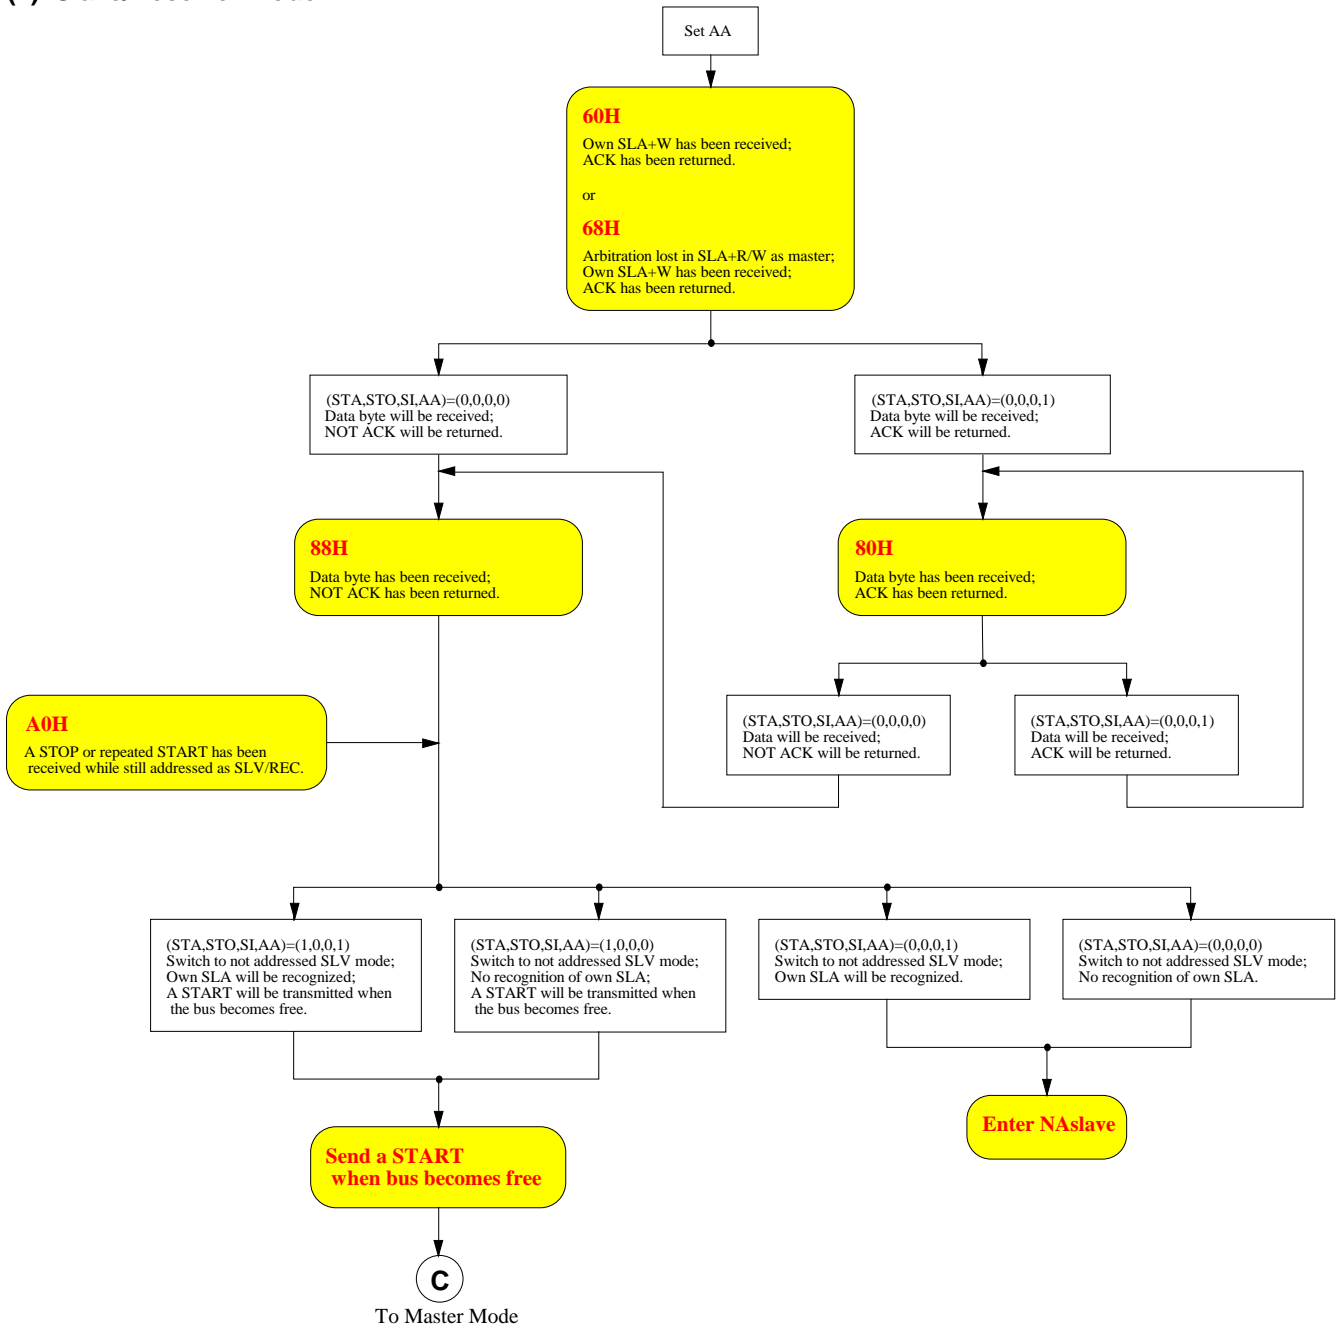 Set AA
60H
Own SLA+W has been received;
ACK has been returned.
or
68H
Arbitration lost in SLA+R/W as master;
Own SLA+W has been received;
ACK has been returned.
(STA,STO,SI,AA)=(0,0,0,0)
Data byte will be received;
NOT ACK will be returned.
(STA,STO,SI,AA)=(0,0,0,1)
Data byte will be received;
ACK will be returned.
88H
Data byte has been received;
NOT ACK has been returned.
80H
Data byte has been received;
ACK has been returned.
A0H
A STOP or repeated START has been
received while still addressed as SLV/REC.
(STA,STO,SI,AA)=(0,0,0,0)
Data will be received;
NOT ACK will be returned.
(STA,STO,SI,AA)=(0,0,0,1)
Data will be received;
ACK will be returned.
(STA,STO,SI,AA)=(1,0,0,1)
Switch to not addressed SLV mode;
Own SLA will be recognized;
A START will be transmitted when
the bus becomes free.
(STA,STO,SI,AA)=(1,0,0,0)
Switch to not addressed SLV mode;
No recognition of own SLA;
A START will be transmitted when
the bus becomes free.
(STA,STO,SI,AA)=(0,0,0,1)
Switch to not addressed SLV mode;
Own SLA will be recognized.
(STA,STO,SI,AA)=(0,0,0,0)
Switch to not addressed SLV mode;
No recognition of own SLA.
Enter NAslave
Send a START
when bus becomes free
C
To Master Mode